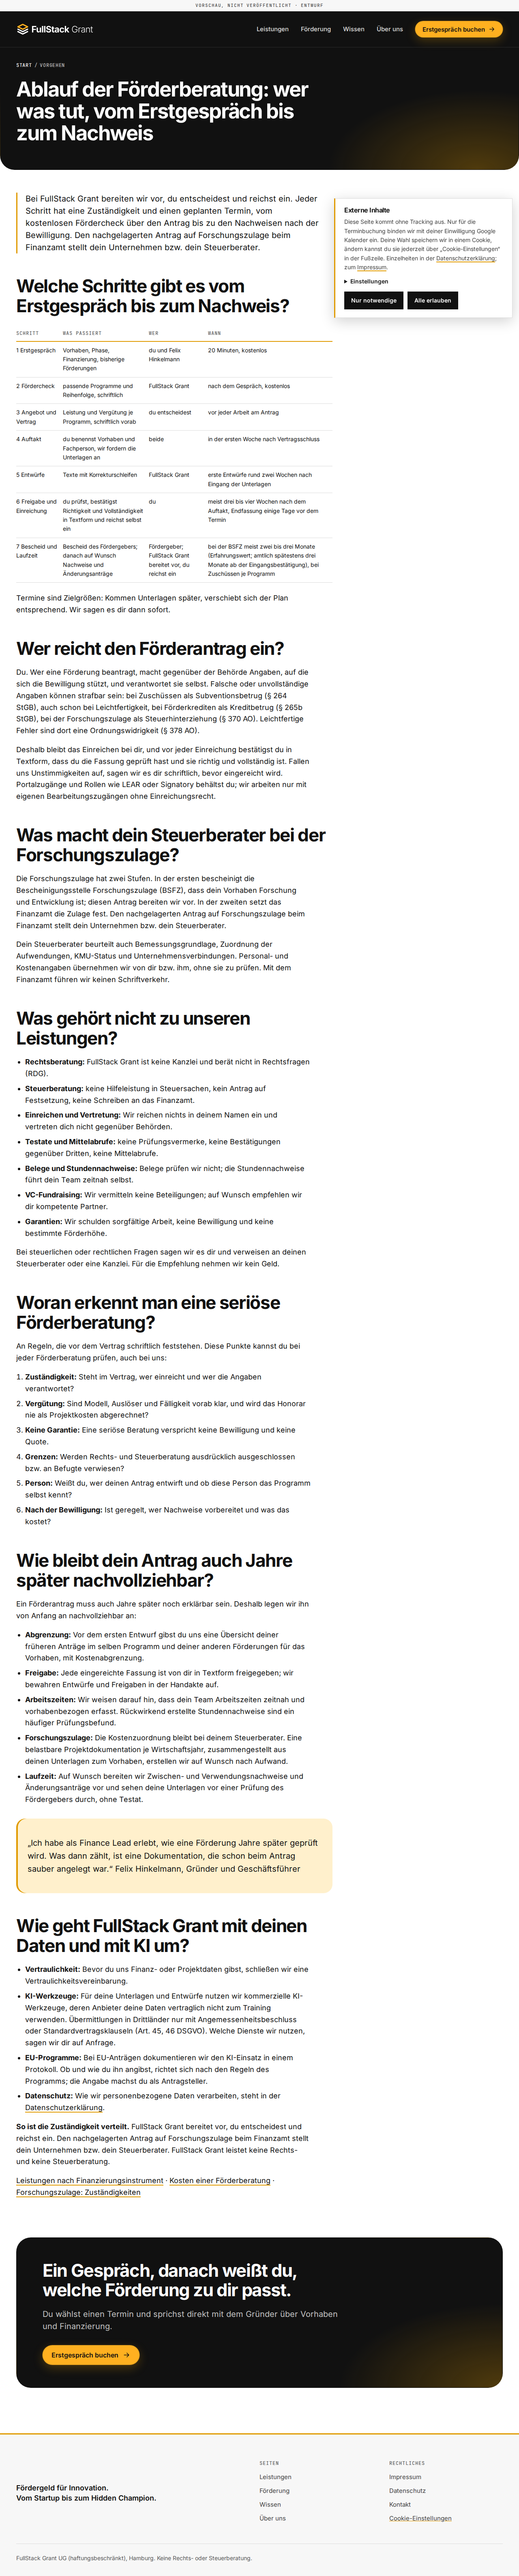 VORSCHAU, NICHT VERÖFFENTLICHT · ENTWURF
FullStack Grant
Leistungen
Förderung
Wissen
Über uns
Erstgespräch buchen →
START / VORGEHEN
Ablauf der Förderberatung: wer
was tut, vom Erstgespräch bis
zum Nachweis
Bei FullStack Grant bereiten wir vor, du entscheidest und reichst ein. Jeder
Schritt hat eine Zuständigkeit und einen geplanten Termin, vom
kostenlosen Fördercheck über den Antrag bis zu den Nachweisen nach der
Bewilligung. Den nachgelagerten Antrag auf Forschungszulage beim
Finanzamt stellt dein Unternehmen bzw. dein Steuerberater.
Externe Inhalte
Diese Seite kommt ohne Tracking aus. Nur für die
Terminbuchung binden wir mit deiner Einwilligung Google
Kalender ein. Deine Wahl speichern wir in einem Cookie,
ändern kannst du sie jederzeit über „Cookie-Einstellungen“
in der Fußzeile. Einzelheiten in der Datenschutzerklärung;
zum Impressum.
▶ Einstellungen
Nur notwendige
Alle erlauben
Welche Schritte gibt es vom
Erstgespräch bis zum Nachweis?
SCHRITT
WAS PASSIERT
WER
WANN
1 Erstgespräch
Vorhaben, Phase,
Finanzierung, bisherige
Förderungen
du und Felix
Hinkelmann
20 Minuten, kostenlos
2 Fördercheck
passende Programme und
Reihenfolge, schriftlich
FullStack Grant
nach dem Gespräch, kostenlos
3 Angebot und
Vertrag
Leistung und Vergütung je
Programm, schriftlich vorab
du entscheidest
vor jeder Arbeit am Antrag
4 Auftakt
du benennst Vorhaben und
Fachperson, wir fordern die
Unterlagen an
beide
in der ersten Woche nach Vertragsschluss
5 Entwürfe
Texte mit Korrekturschleifen
FullStack Grant
erste Entwürfe rund zwei Wochen nach
Eingang der Unterlagen
6 Freigabe und
Einreichung
du prüfst, bestätigst
Richtigkeit und Vollständigkeit
in Textform und reichst selbst
ein
du
meist drei bis vier Wochen nach dem
Auftakt, Endfassung einige Tage vor dem
Termin
7 Bescheid und
Laufzeit
Bescheid des Fördergebers;
danach auf Wunsch
Nachweise und
Änderungsanträge
Fördergeber;
FullStack Grant
bereitet vor, du
reichst ein
bei der BSFZ meist zwei bis drei Monate
(Erfahrungswert; amtlich spätestens drei
Monate ab der Eingangsbestätigung), bei
Zuschüssen je Programm
Termine sind Zielgrößen: Kommen Unterlagen später, verschiebt sich der Plan
entsprechend. Wir sagen es dir dann sofort.
Wer reicht den Förderantrag ein?
Du. Wer eine Förderung beantragt, macht gegenüber der Behörde Angaben, auf die
sich die Bewilligung stützt, und verantwortet sie selbst. Falsche oder unvollständige
Angaben können strafbar sein: bei Zuschüssen als Subventionsbetrug (§ 264
StGB), auch schon bei Leichtfertigkeit, bei Förderkrediten als Kreditbetrug (§ 265b
StGB), bei der Forschungszulage als Steuerhinterziehung (§ 370 AO). Leichtfertige
Fehler sind dort eine Ordnungswidrigkeit (§ 378 AO).
Deshalb bleibt das Einreichen bei dir, und vor jeder Einreichung bestätigst du in
Textform, dass du die Fassung geprüft hast und sie richtig und vollständig ist. Fallen
uns Unstimmigkeiten auf, sagen wir es dir schriftlich, bevor eingereicht wird.
Portalzugänge und Rollen wie LEAR oder Signatory behältst du; wir arbeiten nur mit
eigenen Bearbeitungszugängen ohne Einreichungsrecht.
Was macht dein Steuerberater bei der
Forschungszulage?
Die Forschungszulage hat zwei Stufen. In der ersten bescheinigt die
Bescheinigungsstelle Forschungszulage (BSFZ), dass dein Vorhaben Forschung
und Entwicklung ist; diesen Antrag bereiten wir vor. In der zweiten setzt das
Finanzamt die Zulage fest. Den nachgelagerten Antrag auf Forschungszulage beim
Finanzamt stellt dein Unternehmen bzw. dein Steuerberater.
Dein Steuerberater beurteilt auch Bemessungsgrundlage, Zuordnung der
Aufwendungen, KMU-Status und Unternehmensverbindungen. Personal- und
Kostenangaben übernehmen wir von dir bzw. ihm, ohne sie zu prüfen. Mit dem
Finanzamt führen wir keinen Schriftverkehr.
Was gehört nicht zu unseren
Leistungen?
• Rechtsberatung: FullStack Grant ist keine Kanzlei und berät nicht in Rechtsfragen
(RDG).
• Steuerberatung: keine Hilfeleistung in Steuersachen, kein Antrag auf
Festsetzung, keine Schreiben an das Finanzamt.
• Einreichen und Vertretung: Wir reichen nichts in deinem Namen ein und
vertreten dich nicht gegenüber Behörden.
• Testate und Mittelabrufe: keine Prüfungsvermerke, keine Bestätigungen
gegenüber Dritten, keine Mittelabrufe.
• Belege und Stundennachweise: Belege prüfen wir nicht; die Stundennachweise
führt dein Team zeitnah selbst.
• VC-Fundraising: Wir vermitteln keine Beteiligungen; auf Wunsch empfehlen wir
dir kompetente Partner.
• Garantien: Wir schulden sorgfältige Arbeit, keine Bewilligung und keine
bestimmte Förderhöhe.
Bei steuerlichen oder rechtlichen Fragen sagen wir es dir und verweisen an deinen
Steuerberater oder eine Kanzlei. Für die Empfehlung nehmen wir kein Geld.
Woran erkennt man eine seriöse
Förderberatung?
An Regeln, die vor dem Vertrag schriftlich feststehen. Diese Punkte kannst du bei
jeder Förderberatung prüfen, auch bei uns:
1. Zuständigkeit: Steht im Vertrag, wer einreicht und wer die Angaben
verantwortet?
2. Vergütung: Sind Modell, Auslöser und Fälligkeit vorab klar, und wird das Honorar
nie als Projektkosten abgerechnet?
3. Keine Garantie: Eine seriöse Beratung verspricht keine Bewilligung und keine
Quote.
4. Grenzen: Werden Rechts- und Steuerberatung ausdrücklich ausgeschlossen
bzw. an Befugte verwiesen?
5. Person: Weißt du, wer deinen Antrag entwirft und ob diese Person das Programm
selbst kennt?
6. Nach der Bewilligung: Ist geregelt, wer Nachweise vorbereitet und was das
kostet?
Wie bleibt dein Antrag auch Jahre
später nachvollziehbar?
Ein Förderantrag muss auch Jahre später noch erklärbar sein. Deshalb legen wir ihn
von Anfang an nachvollziehbar an:
• Abgrenzung: Vor dem ersten Entwurf gibst du uns eine Übersicht deiner
früheren Anträge im selben Programm und deiner anderen Förderungen für das
Vorhaben, mit Kostenabgrenzung.
• Freigabe: Jede eingereichte Fassung ist von dir in Textform freigegeben; wir
bewahren Entwürfe und Freigaben in der Handakte auf.
• Arbeitszeiten: Wir weisen darauf hin, dass dein Team Arbeitszeiten zeitnah und
vorhabenbezogen erfasst. Rückwirkend erstellte Stundennachweise sind ein
häufiger Prüfungsbefund.
• Forschungszulage: Die Kostenzuordnung bleibt bei deinem Steuerberater. Eine
belastbare Projektdokumentation je Wirtschaftsjahr, zusammengestellt aus
deinen Unterlagen zum Vorhaben, erstellen wir auf Wunsch nach Aufwand.
• Laufzeit: Auf Wunsch bereiten wir Zwischen- und Verwendungsnachweise und
Änderungsanträge vor und sehen deine Unterlagen vor einer Prüfung des
Fördergebers durch, ohne Testat.
„Ich habe als Finance Lead erlebt, wie eine Förderung Jahre später geprüft
wird. Was dann zählt, ist eine Dokumentation, die schon beim Antrag
sauber angelegt war.“ Felix Hinkelmann, Gründer und Geschäftsführer
Wie geht FullStack Grant mit deinen
Daten und mit KI um?
• Vertraulichkeit: Bevor du uns Finanz- oder Projektdaten gibst, schließen wir eine
Vertraulichkeitsvereinbarung.
• KI-Werkzeuge: Für deine Unterlagen und Entwürfe nutzen wir kommerzielle KI-
Werkzeuge, deren Anbieter deine Daten vertraglich nicht zum Training
verwenden. Übermittlungen in Drittländer nur mit Angemessenheitsbeschluss
oder Standardvertragsklauseln (Art. 45, 46 DSGVO). Welche Dienste wir nutzen,
sagen wir dir auf Anfrage.
• EU-Programme: Bei EU-Anträgen dokumentieren wir den KI-Einsatz in einem
Protokoll. Ob und wie du ihn angibst, richtet sich nach den Regeln des
Programms; die Angabe machst du als Antragsteller.
• Datenschutz: Wie wir personenbezogene Daten verarbeiten, steht in der
Datenschutzerklärung.
So ist die Zuständigkeit verteilt. FullStack Grant bereitet vor, du entscheidest und
reichst ein. Den nachgelagerten Antrag auf Forschungszulage beim Finanzamt stellt
dein Unternehmen bzw. dein Steuerberater. FullStack Grant leistet keine Rechts-
und keine Steuerberatung.
Leistungen nach Finanzierungsinstrument · Kosten einer Förderberatung ·
Forschungszulage: Zuständigkeiten
Ein Gespräch, danach weißt du,
welche Förderung zu dir passt.
Du wählst einen Termin und sprichst direkt mit dem Gründer über Vorhaben
und Finanzierung.
Erstgespräch buchen →
Fördergeld für Innovation.
Vom Startup bis zum Hidden Champion.
SEITEN
Leistungen
Förderung
Wissen
Über uns
RECHTLICHES
Impressum
Datenschutz
Kontakt
Cookie-Einstellungen
FullStack Grant UG (haftungsbeschränkt), Hamburg. Keine Rechts- oder Steuerberatung.